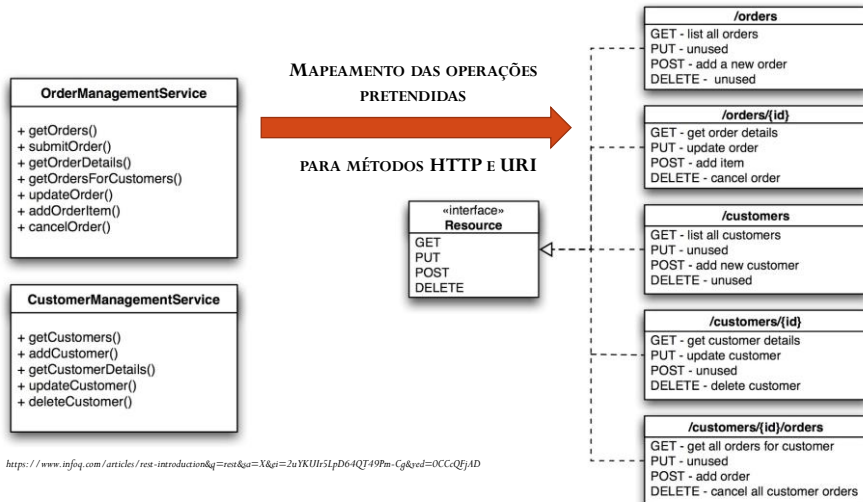 OrderManagementService
+ getOrders()
+ submitOrder()
+ getOrderDetails()
+ getOrdersForCustomers()
+ updateOrder()
+ addOrderItem()
+ cancelOrder()
CustomerManagementService
+ getCustomers()
+ addCustomer()
+ getCustomerDetails()
+ updateCustomer()
+ deleteCustomer()
MAPEAMENTO DAS OPERAÇÕES
PRETENDIDAS
PARA MÉTODOS HTTP E URI
«interface»
Resource
GET
PUT
POST
DELETE
/orders
GET - list all orders
PUT - unused
POST - add a new order
DELETE - unused
/orders/{id}
GET - get order details
PUT - update order
POST - add item
DELETE - cancel order
/customers
GET - list all customers
PUT - unused
POST - add new customer
DELETE - unused
/customers/{id}
GET - get customer details
PUT - update customer
POST - unused
DELETE - delete customer
/customers/{id}/orders
GET - get all orders for customer
PUT - unused
POST - add order
DELETE - cancel all customer orders
https://www.infoq.com/articles/rest-introduction&q=rest&sa=X&ei=2uYKUIr5LpD64QT49Pm-Cg&yed=0CCcQFjAD